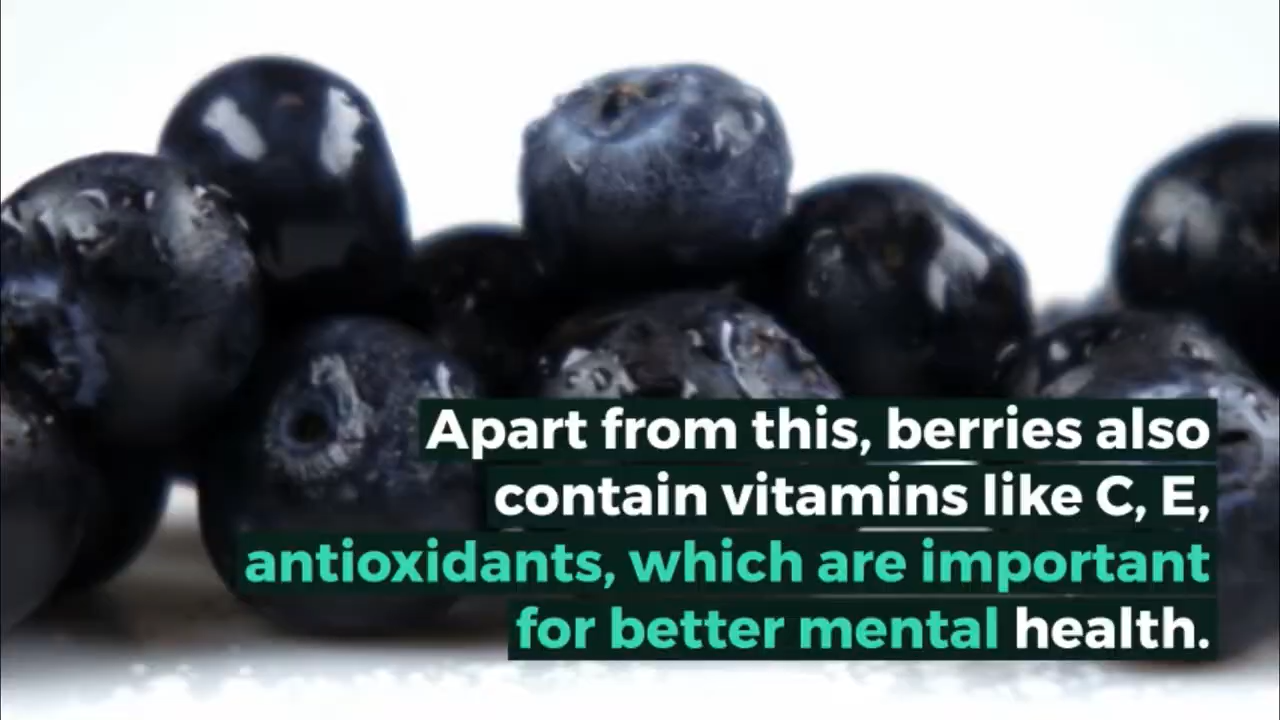 Apart from this, berries also
contain vitamins like C, E,
antioxidants, which are important
for better mental health.